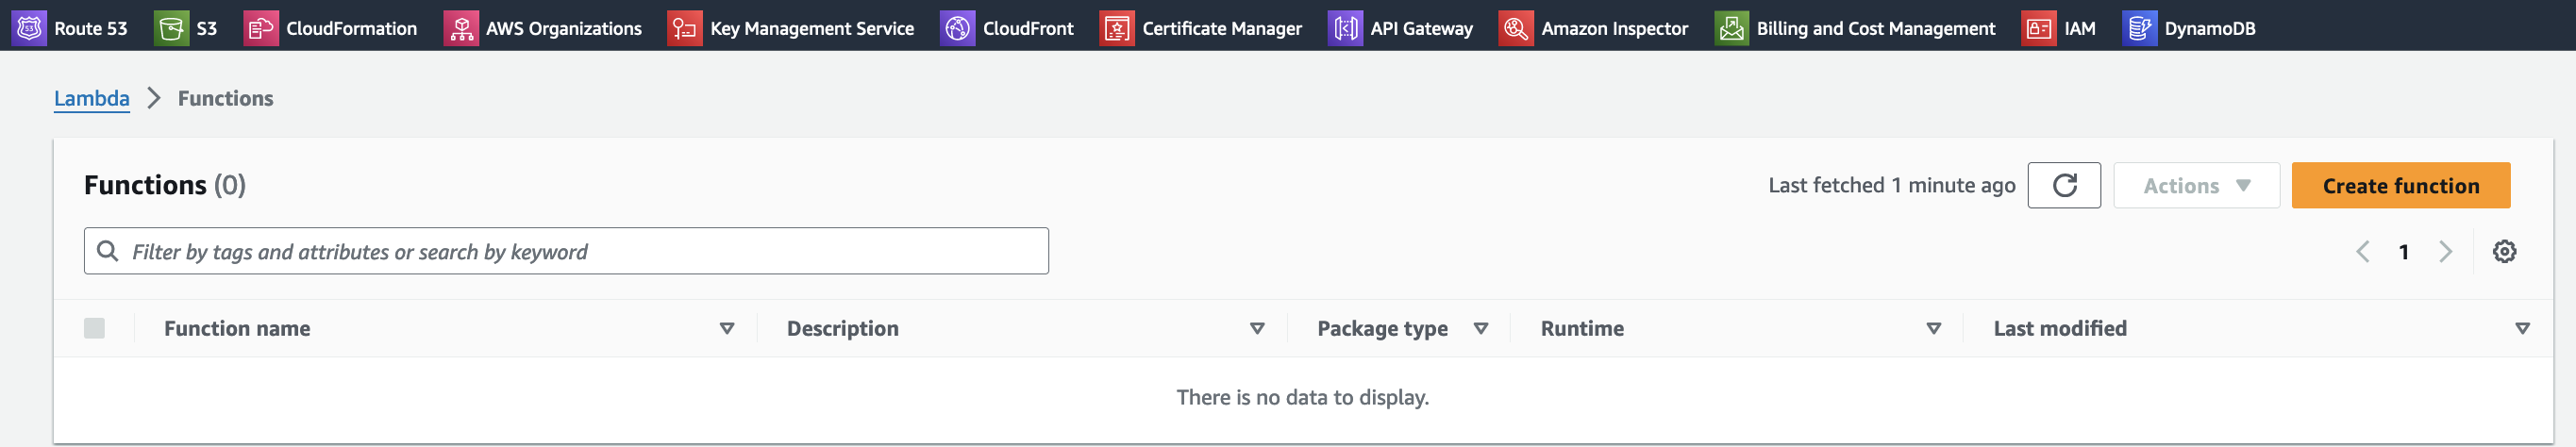 Route 53 S3 CloudFormation AWS Organizations Key Management Service CloudFront Certificate Manager API Gateway Amazon Inspector Billing and Cost Management IAM DynamoDB
Lambda > Functions
Functions (0) Last fetched 1 minute ago Actions Create function
Filter by tags and attributes or search by keyword 1
Function name Description Package type Runtime Last modified
There is no data to display.